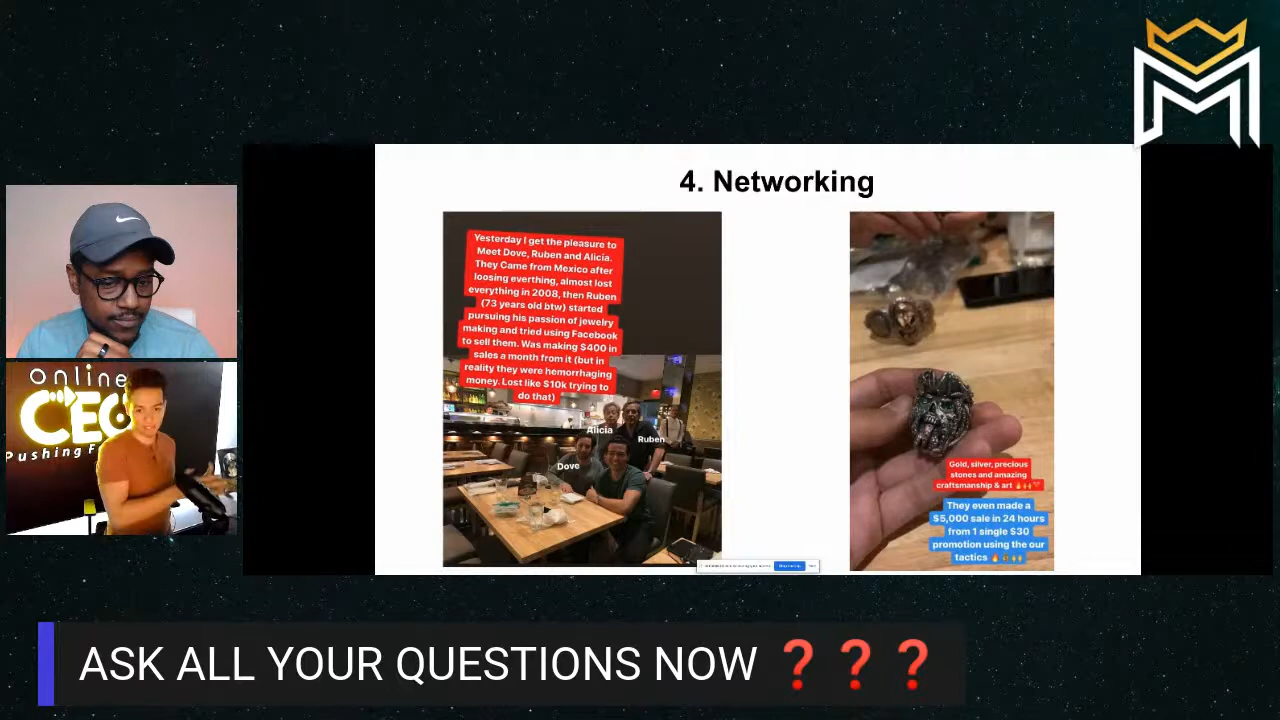 4. Networking
Yesterday I get the pleasure to
Meet Dove, Ruben and Alicia.
They Came from Mexico after
loosing everthing, almost lost
everything in 2008, then Ruben
(73 years old btw) started
pursuing his passion of jewelry
making and tried using Facebook
to sell them. Was making $400 in
sales a month from it (but in
reality they were hemorrhaging
money. Lost like $10k trying to
do that)
Alicia
Ruben
Dove
Gold, silver, precious
stones and amazing
craftsmanship & art 🔥🙌❤️
They even made a
$5,000 sale in 24 hours
from 1 single $30
promotion using the our
tactics 🔥💰🙌
online
CEO
Pushing F
ASK ALL YOUR QUESTIONS NOW ❓❓❓